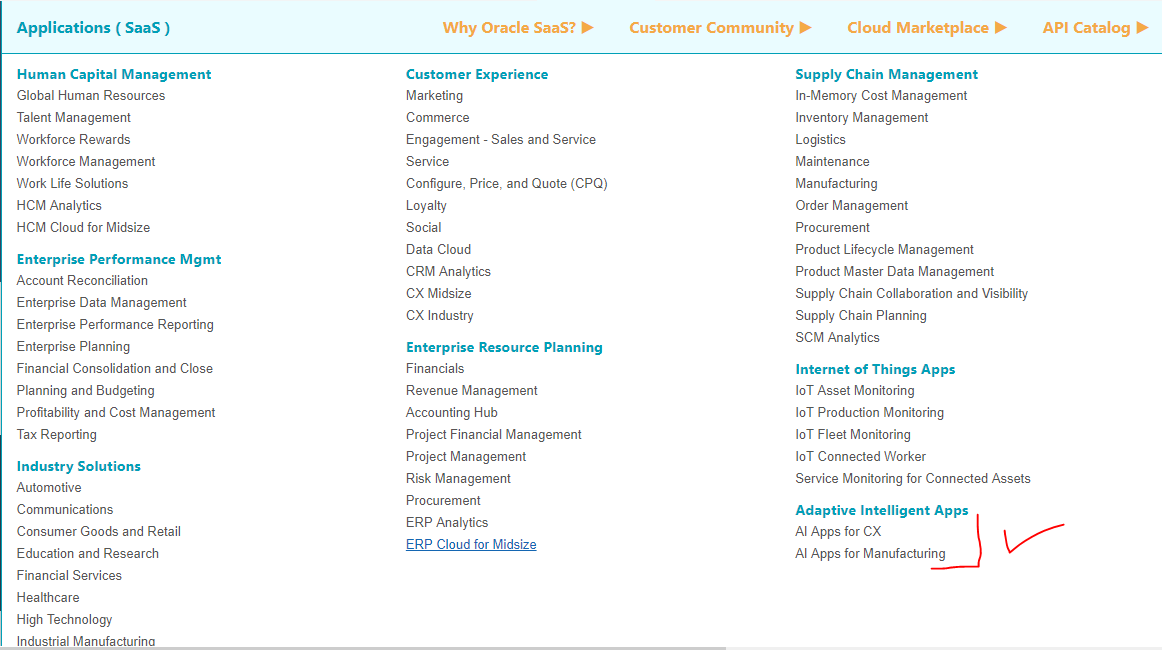 Applications ( SaaS )
Why Oracle SaaS? ▶
Customer Community ▶
Cloud Marketplace ▶
API Catalog ▶
Human Capital Management
Global Human Resources
Talent Management
Workforce Rewards
Workforce Management
Work Life Solutions
HCM Analytics
HCM Cloud for Midsize
Enterprise Performance Mgmt
Account Reconciliation
Enterprise Data Management
Enterprise Performance Reporting
Enterprise Planning
Financial Consolidation and Close
Planning and Budgeting
Profitability and Cost Management
Tax Reporting
Industry Solutions
Automotive
Communications
Consumer Goods and Retail
Education and Research
Financial Services
Healthcare
High Technology
Industrial Manufacturing
Customer Experience
Marketing
Commerce
Engagement - Sales and Service
Service
Configure, Price, and Quote (CPQ)
Loyalty
Social
Data Cloud
CRM Analytics
CX Midsize
CX Industry
Enterprise Resource Planning
Financials
Revenue Management
Accounting Hub
Project Financial Management
Project Management
Risk Management
Procurement
ERP Analytics
ERP Cloud for Midsize
Supply Chain Management
In-Memory Cost Management
Inventory Management
Logistics
Maintenance
Manufacturing
Order Management
Procurement
Product Lifecycle Management
Product Master Data Management
Supply Chain Collaboration and Visibility
Supply Chain Planning
SCM Analytics
Internet of Things Apps
IoT Asset Monitoring
IoT Production Monitoring
IoT Fleet Monitoring
IoT Connected Worker
Service Monitoring for Connected Assets
Adaptive Intelligent Apps
AI Apps for CX
AI Apps for Manufacturing